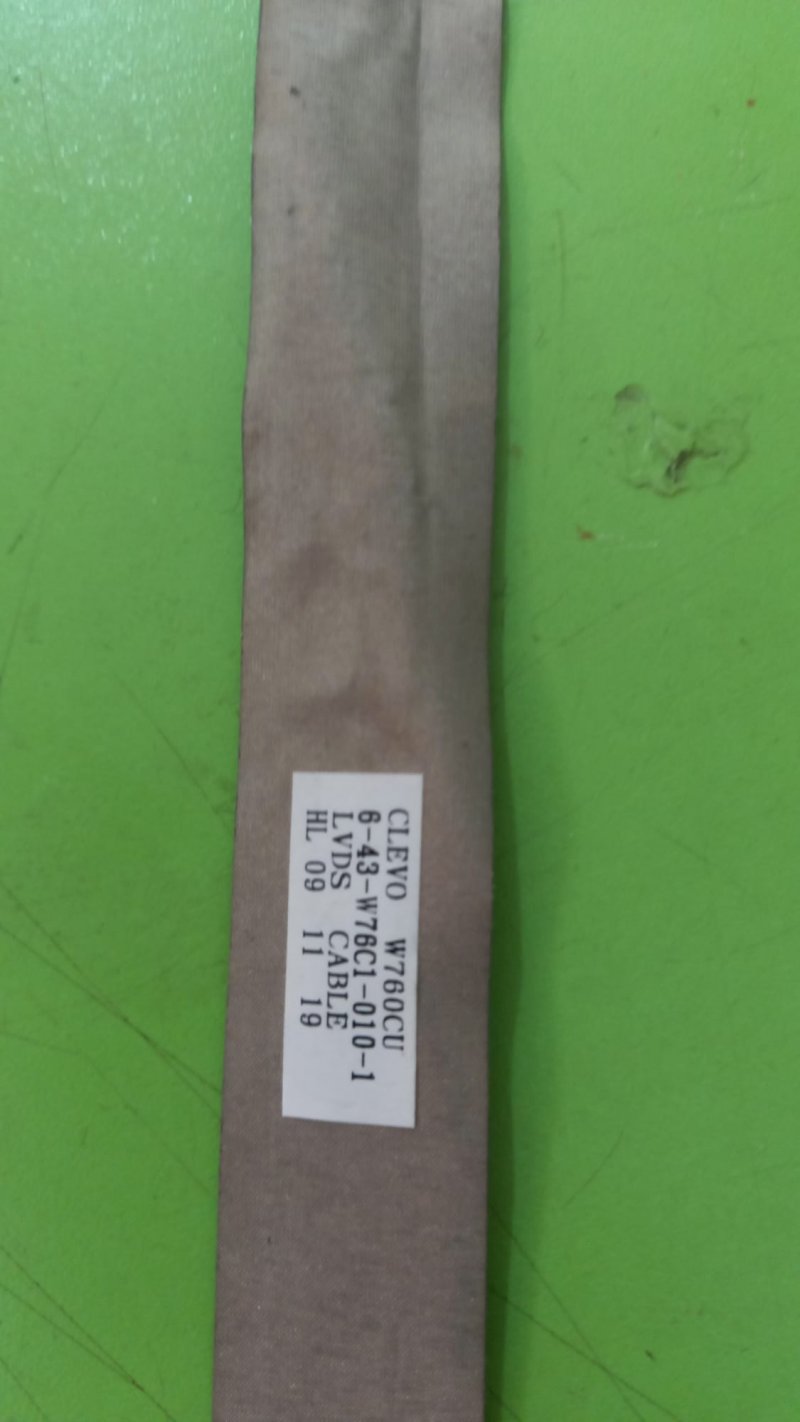 CLEVO W760CU
6-43-W76C1-010-1
LVDS CABLE
HL 09 11 19